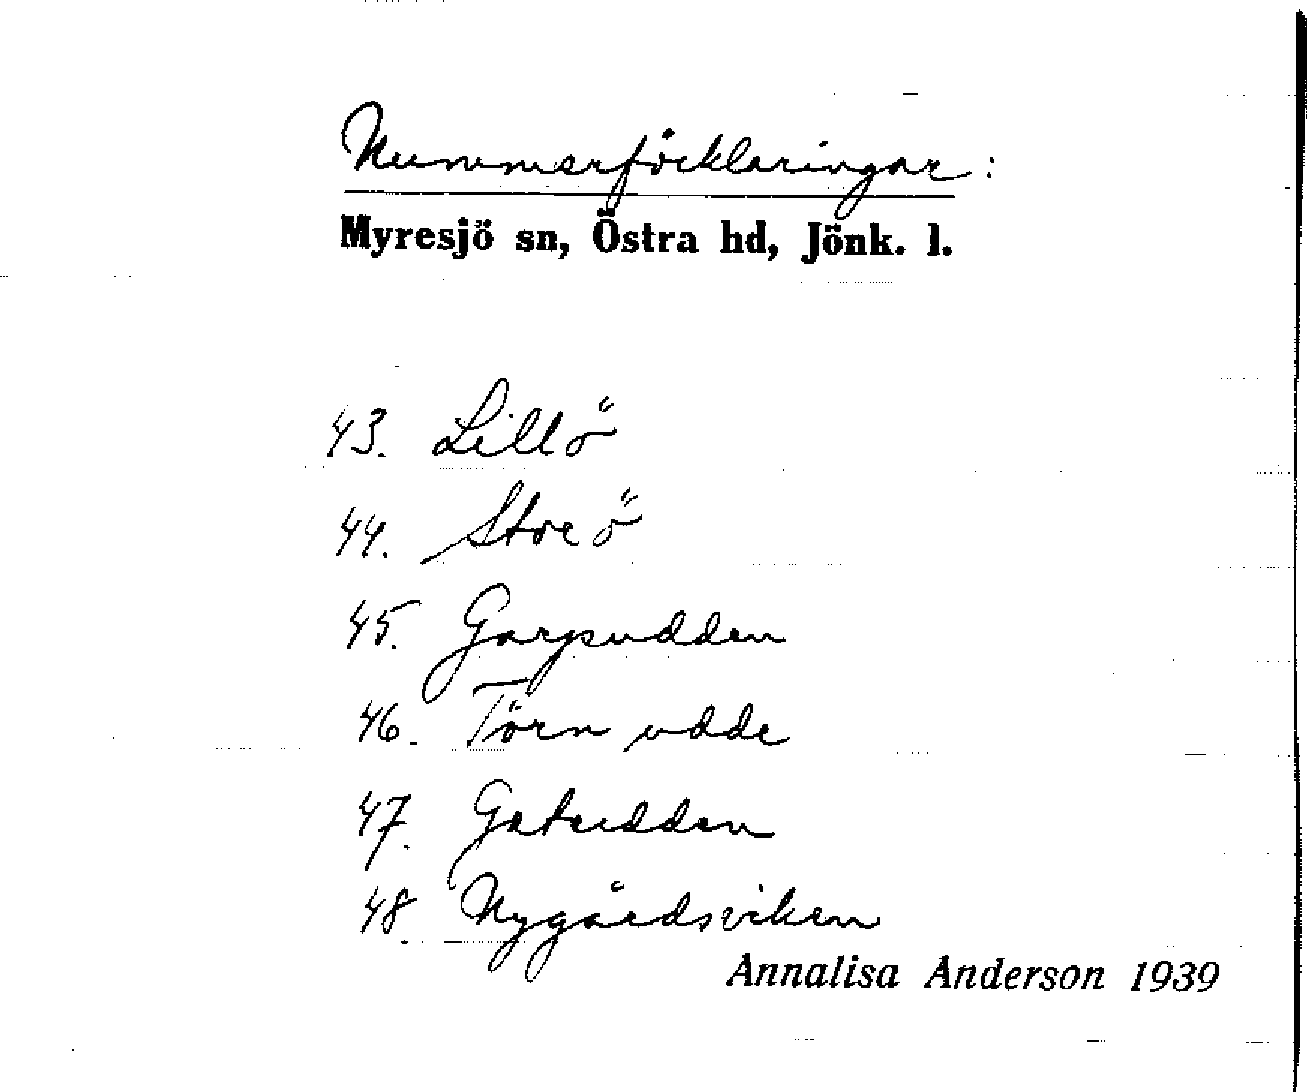 Nummerförklaringar:
Myresjö sn, Östra hd, Jönk. l.
43. Lillö
44. Storö
45. Garpudden
46. Törn udde
47. Gatudden
48. Nygårdsviken
Annalisa Anderson 1939